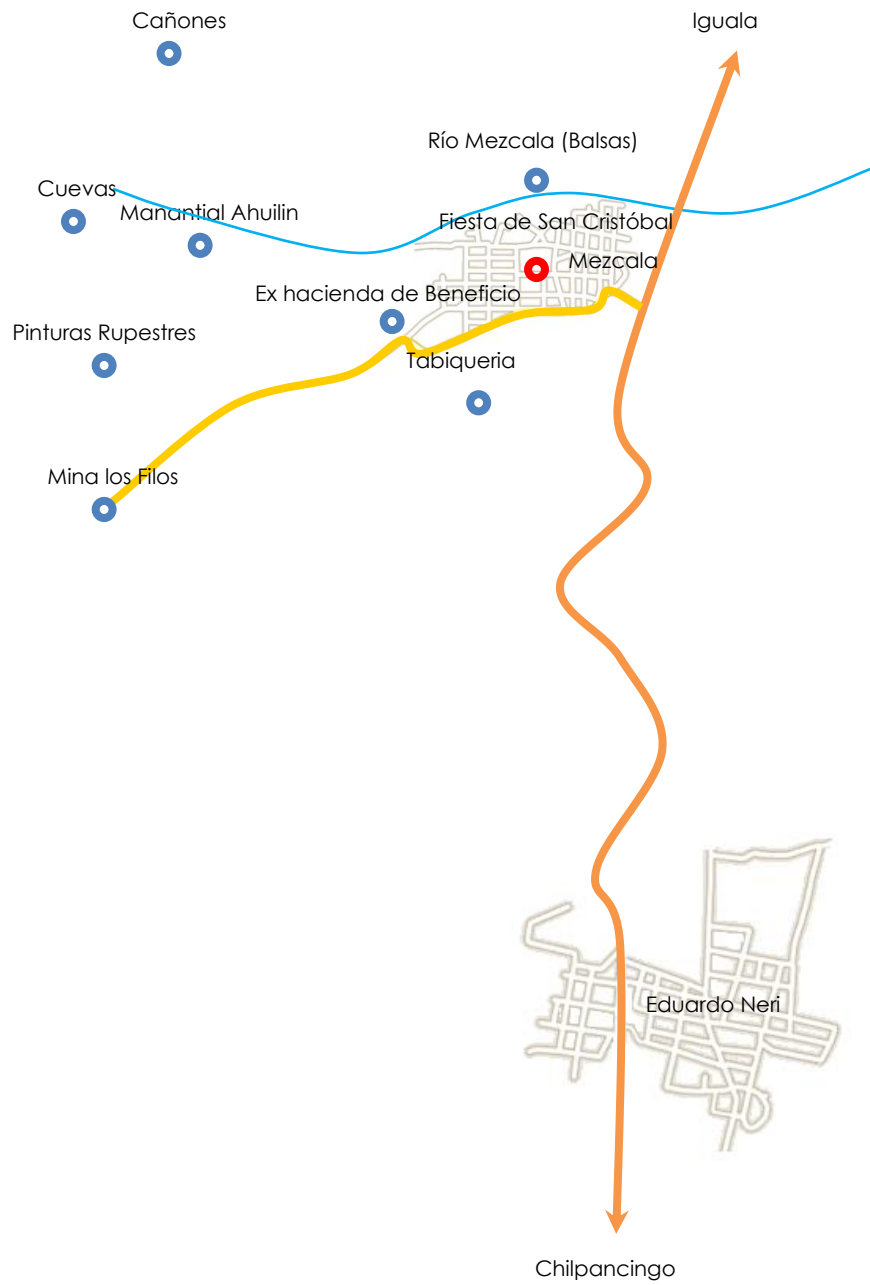 Cañones
Iguala
Río Mezcala (Balsas)
Cuevas
Manantial Ahuilin
Fiesta de San Cristóbal
Mezcala
Ex hacienda de Beneficio
Pinturas Rupestres
Tabiqueria
Mina los Filos
Eduardo Neri
Chilpancingo